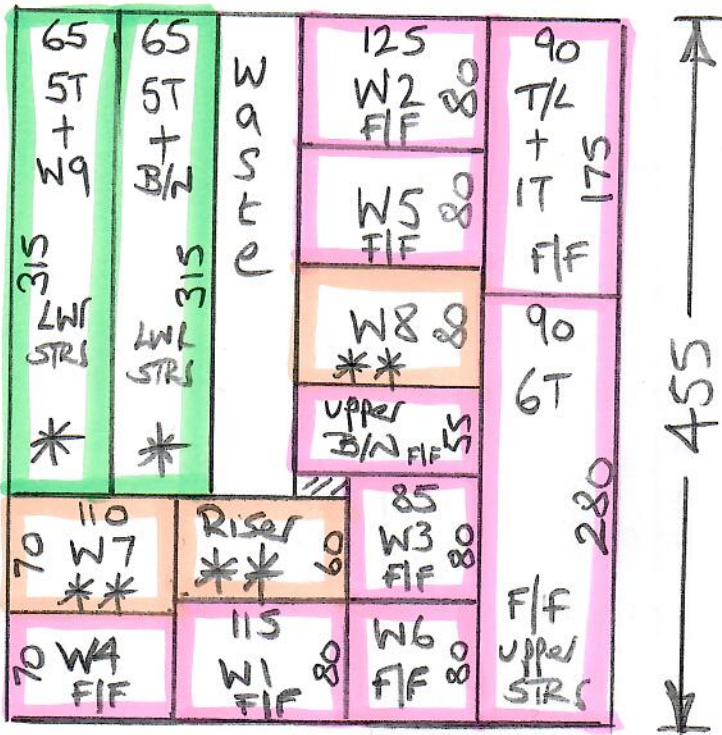 65
5T
+
W9
315
LWR
STRS
*
65
5T
+
B/N
315
LWR
STRS
*
Waste
125
W2
F/F
80
W5
F/F
80
W8
80
**
Upper
B/N F/F
55
90
T/L
+
1T
175
F/F
90
6T
280
F/F
Upper
STRS
110
70
W7
**
Riser
**
60
85
W3
F/F
80
70
W4
F/F
115
W1
F/F
80
W6
F/F
80
455